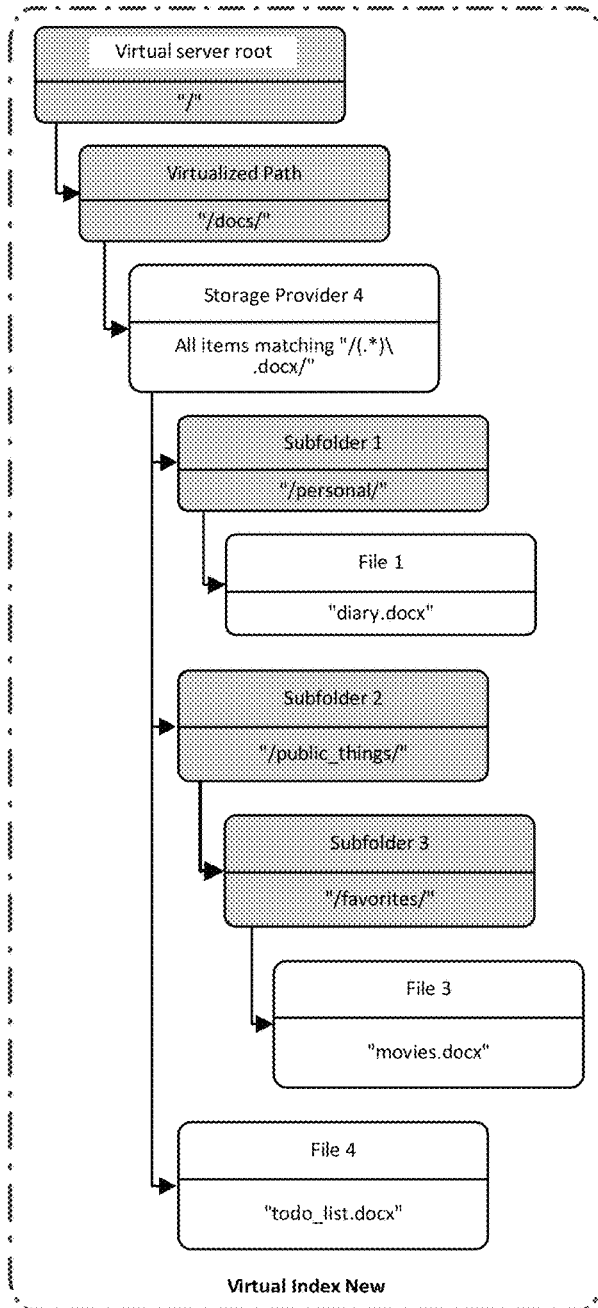 Virtual server root
"/"
Virtualized Path
"/docs/"
Storage Provider 4
All items matching "/(.*)\
.docx/"
Subfolder 1
"/personal/"
File 1
"diary.docx"
Subfolder 2
"/public_things/"
Subfolder 3
"/favorites/"
File 3
"movies.docx"
File 4
"todo_list.docx"
Virtual Index New